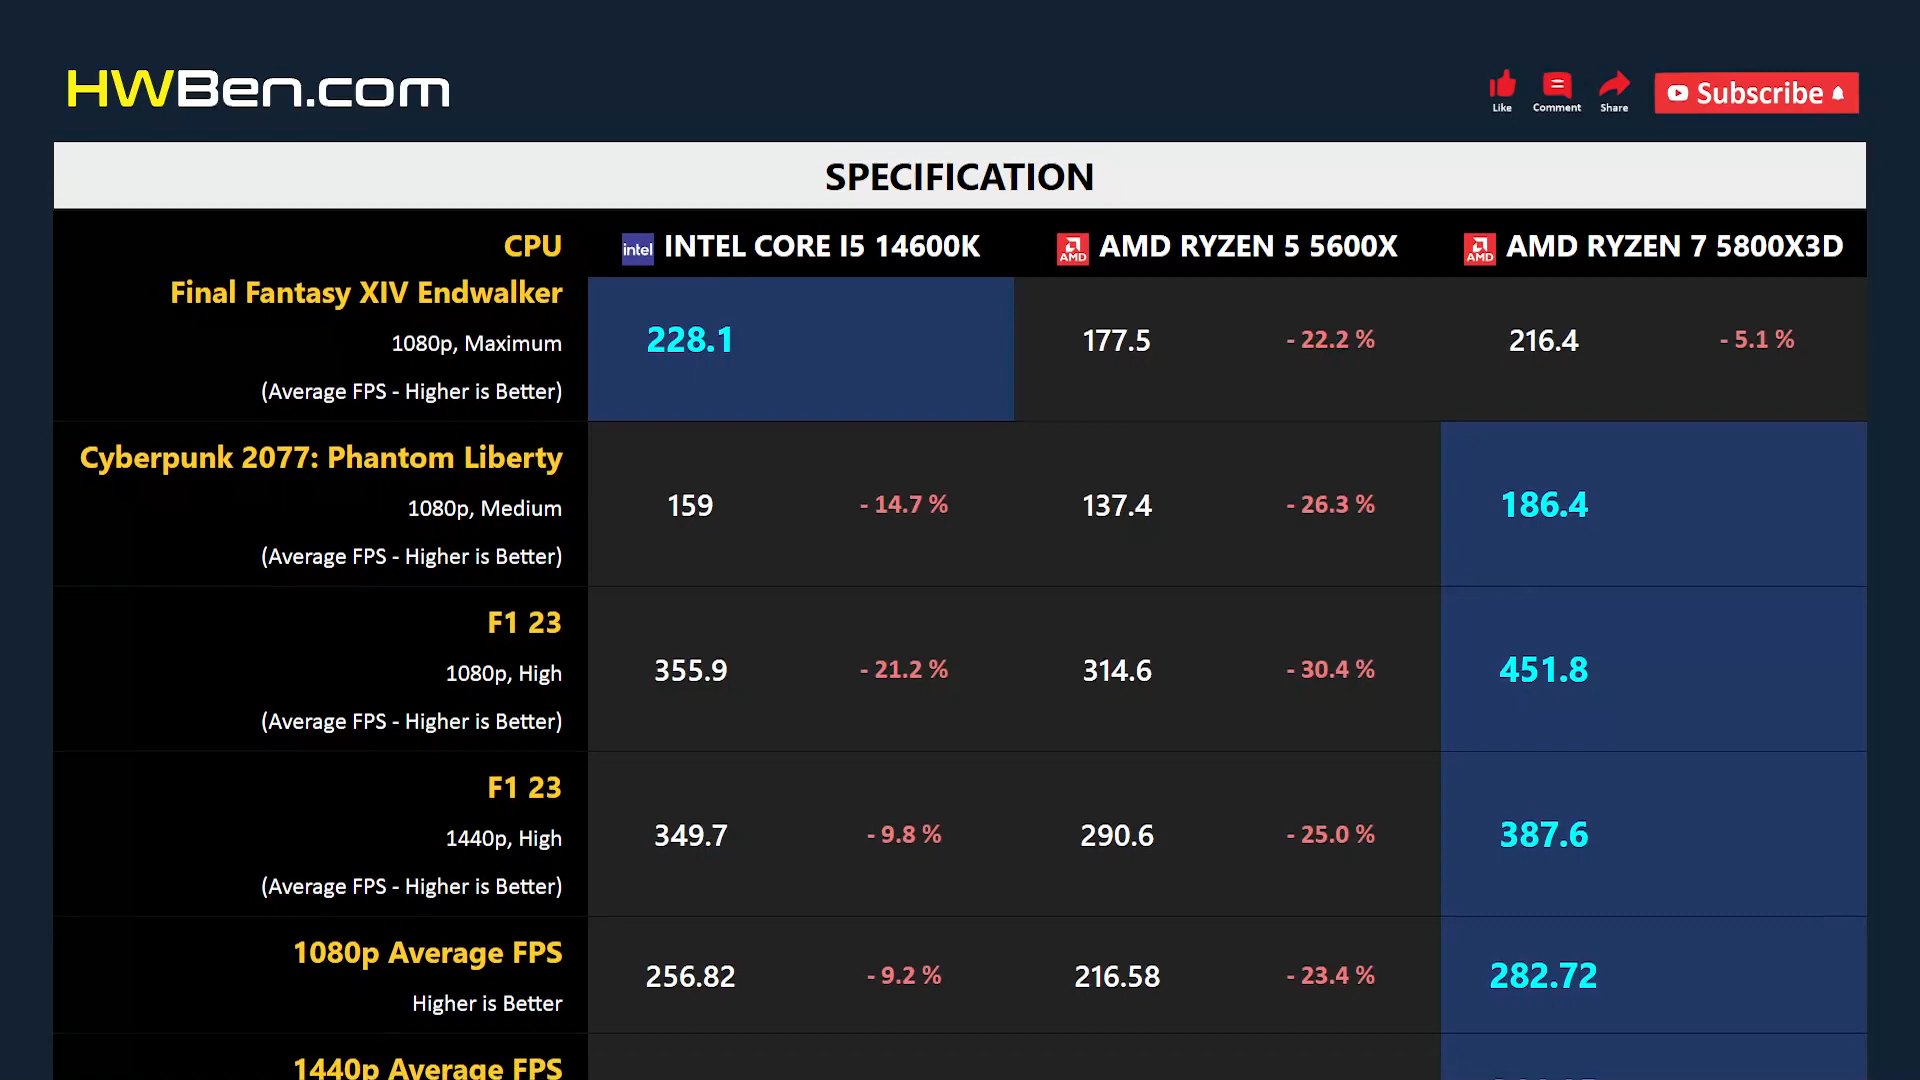 HWBen.com
Like
Comment
Share
Subscribe
SPECIFICATION
CPU
intel INTEL CORE I5 14600K
AMD AMD RYZEN 5 5600X
AMD AMD RYZEN 7 5800X3D
Final Fantasy XIV Endwalker
1080p, Maximum
(Average FPS - Higher is Better)
228.1
177.5 - 22.2 %
216.4 - 5.1 %
Cyberpunk 2077: Phantom Liberty
1080p, Medium
(Average FPS - Higher is Better)
159 - 14.7 %
137.4 - 26.3 %
186.4
F1 23
1080p, High
(Average FPS - Higher is Better)
355.9 - 21.2 %
314.6 - 30.4 %
451.8
F1 23
1440p, High
(Average FPS - Higher is Better)
349.7 - 9.8 %
290.6 - 25.0 %
387.6
1080p Average FPS
Higher is Better
256.82 - 9.2 %
216.58 - 23.4 %
282.72
1440p Average FPS